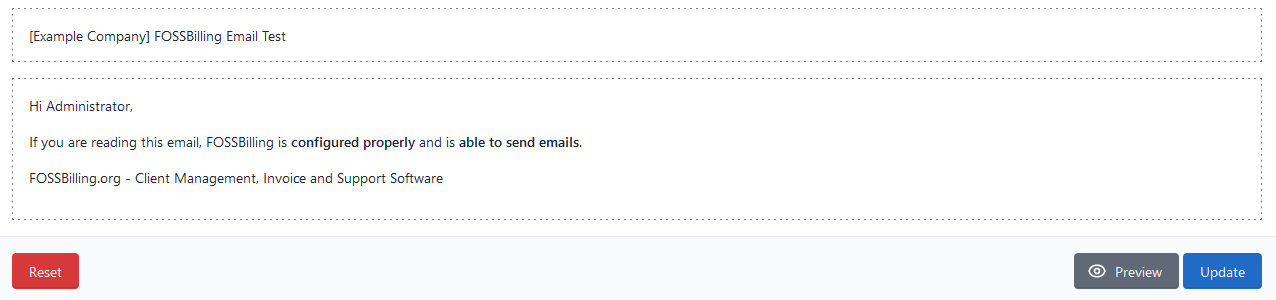 [Example Company] FOSSBilling Email Test
Hi Administrator,
If you are reading this email, FOSSBilling is configured properly and is able to send emails.
FOSSBilling.org - Client Management, Invoice and Support Software
Reset
Preview
Update